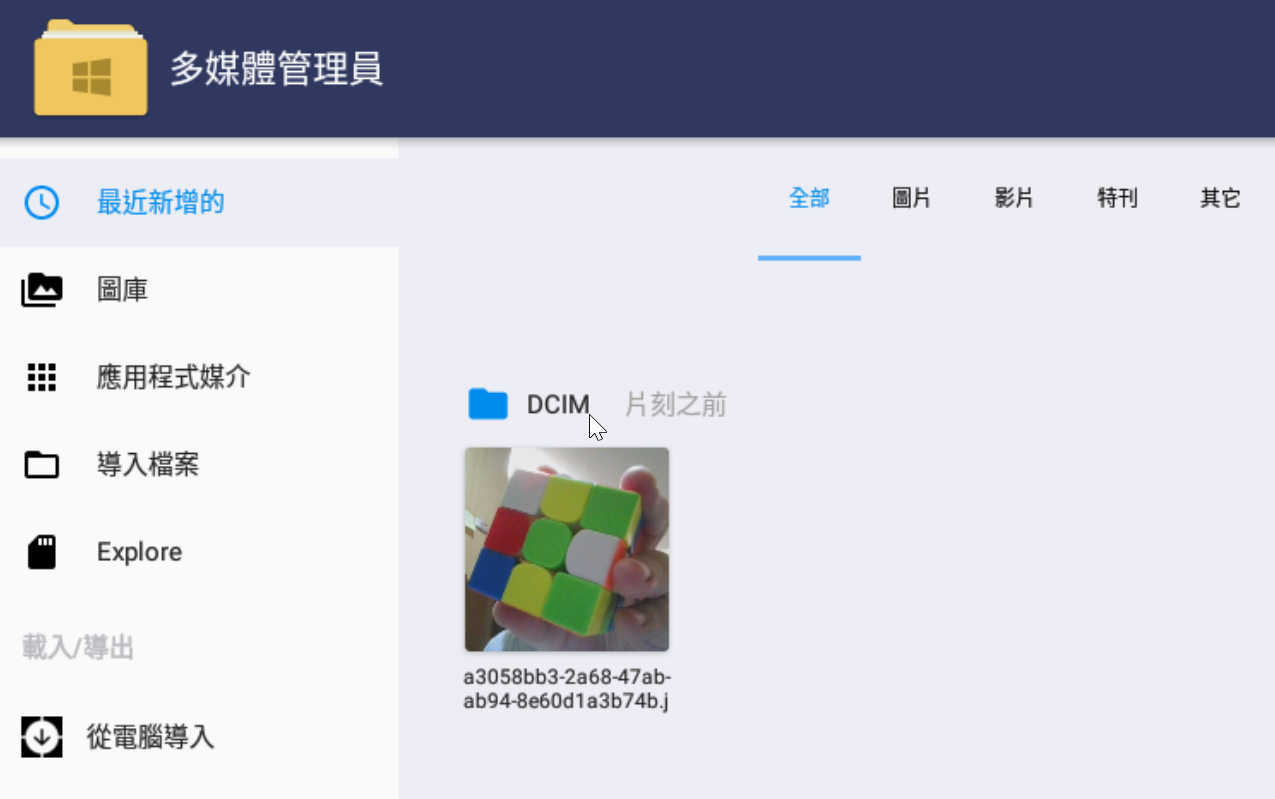 多媒體管理員
最近新增的
圖庫
應用程式媒介
導入檔案
Explore
載入/導出
從電腦導入
全部 圖片 影片 特刊 其它
DCIM 片刻之前
a3058bb3-2a68-47ab-
ab94-8e60d1a3b74b.j